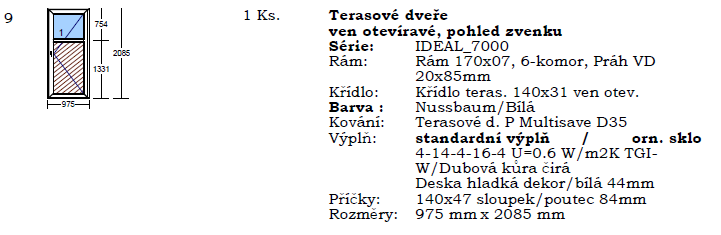 9
1 Ks.
Terasové dveře
ven otevíravé, pohled zvenku
Série: IDEAL_7000
Rám: Rám 170x07, 6-komor, Práh VD
20x85mm
Křídlo: Křídlo teras. 140x31 ven otev.
Barva : Nussbaum/Bílá
Kování: Terasové d. P Multisave D35
Výplň: standardní výplň / orn. sklo
4-14-4-16-4 U=0.6 W/m2K TGI-
W/Dubová kůra čirá
Deska hladká dekor/bílá 44mm
Příčky: 140x47 sloupek/poutec 84mm
Rozměry: 975 mm x 2085 mm
1
754
2085
1331
975